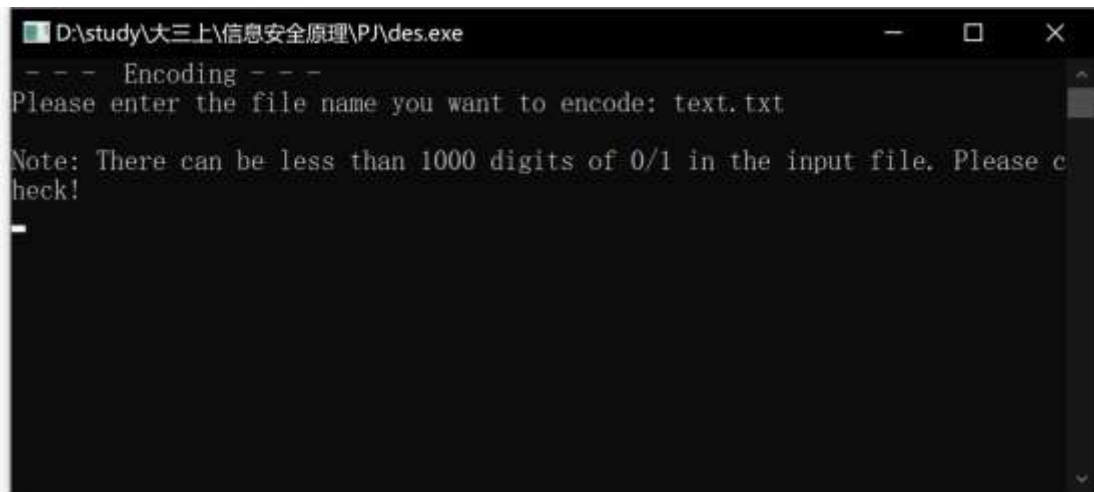 D:\study\大三上\信息安全原理\PJ\des.exe
- - -  Encoding - - -
Please enter the file name you want to encode: text.txt
Note: There can be less than 1000 digits of 0/1 in the input file. Please c
heck!